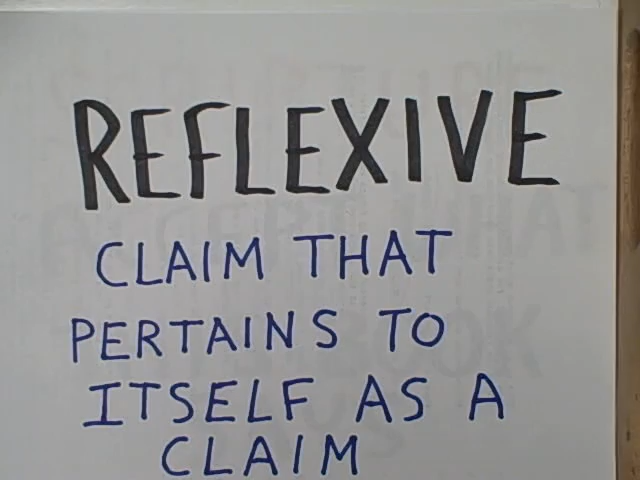 REFLEXIVE
CLAIM THAT
PERTAINS TO
ITSELF AS A
CLAIM